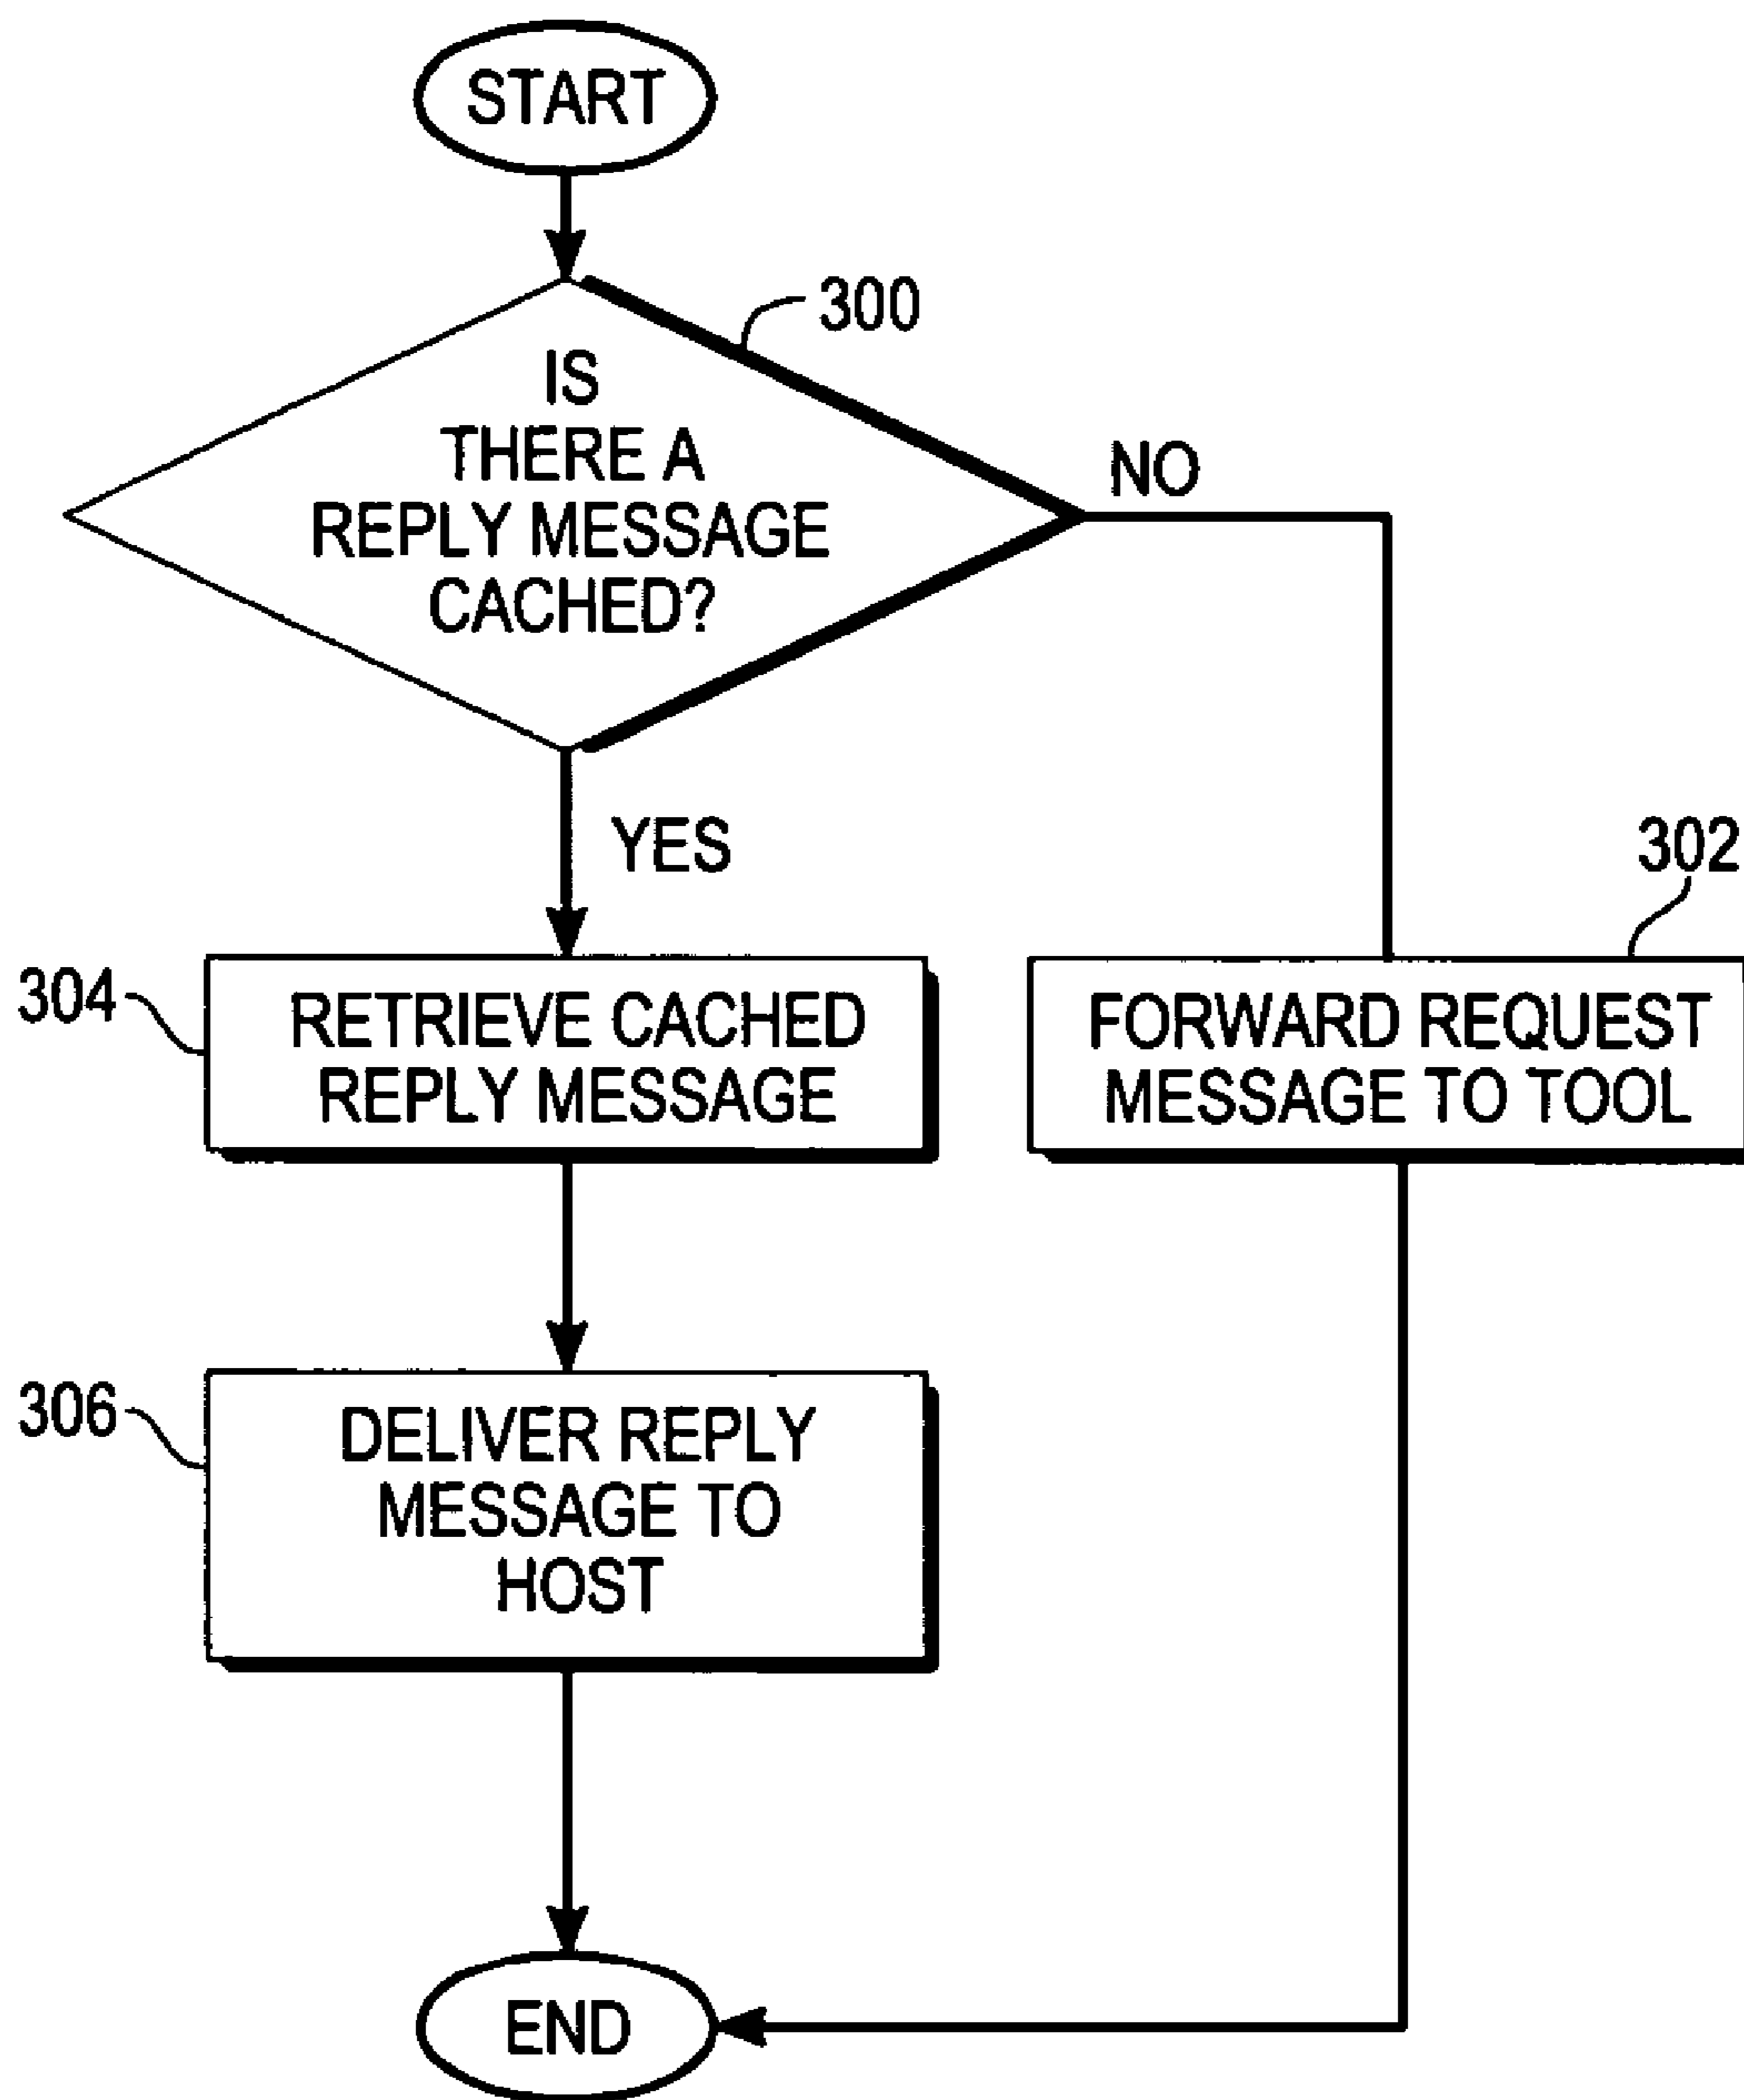 START
300
IS
THERE A
REPLY MESSAGE
CACHED?
NO
YES
302
304
RETRIEVE CACHED
REPLY MESSAGE
FORWARD REQUEST
MESSAGE TO TOOL
306
DELIVER REPLY
MESSAGE TO
HOST
END